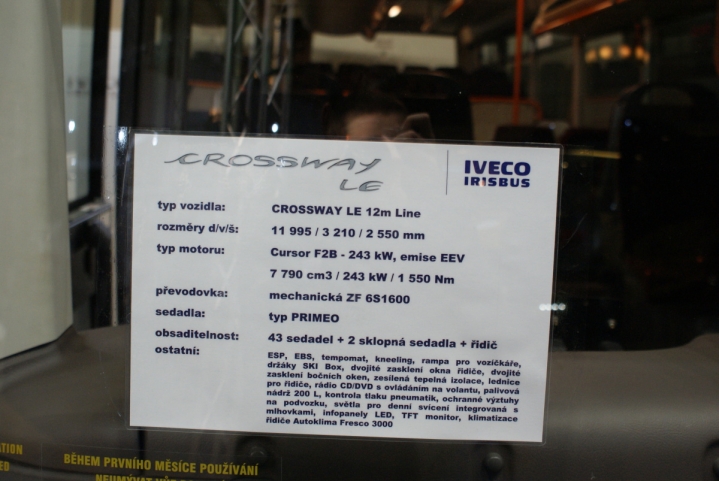 CROSSWAY
LE
IVECO
IRISBUS
typ vozidla: CROSSWAY LE 12m Line
rozměry d/v/š: 11 995 / 3 210 / 2 550 mm
typ motoru: Cursor F2B - 243 kW, emise EEV
7 790 cm3 / 243 kW / 1 550 Nm
převodovka: mechanická ZF 6S1600
sedadla: typ PRIMEO
obsaditelnost: 43 sedadel + 2 sklopná sedadla + řidič
ostatní: ESP, EBS, tempomat, kneeling, rampa pro vozíčkáře,
držáky SKI Box, dvojité zasklení okna řidiče, dvojité
zasklení bočních oken, zesílená tepelná izolace, lednice
pro řidiče, rádio CD/DVD s ovládáním na volantu, palivová
nádrž 200 L, kontrola tlaku pneumatik, ochranné výztuhy
na podvozku, světla pro denní svícení integrovaná s
mlhovkami, infopanely LED, TFT monitor, klimatizace
řidiče Autoklima Fresco 3000
BĚHEM PRVNÍHO MĚSÍCE POUŽÍVÁNÍ